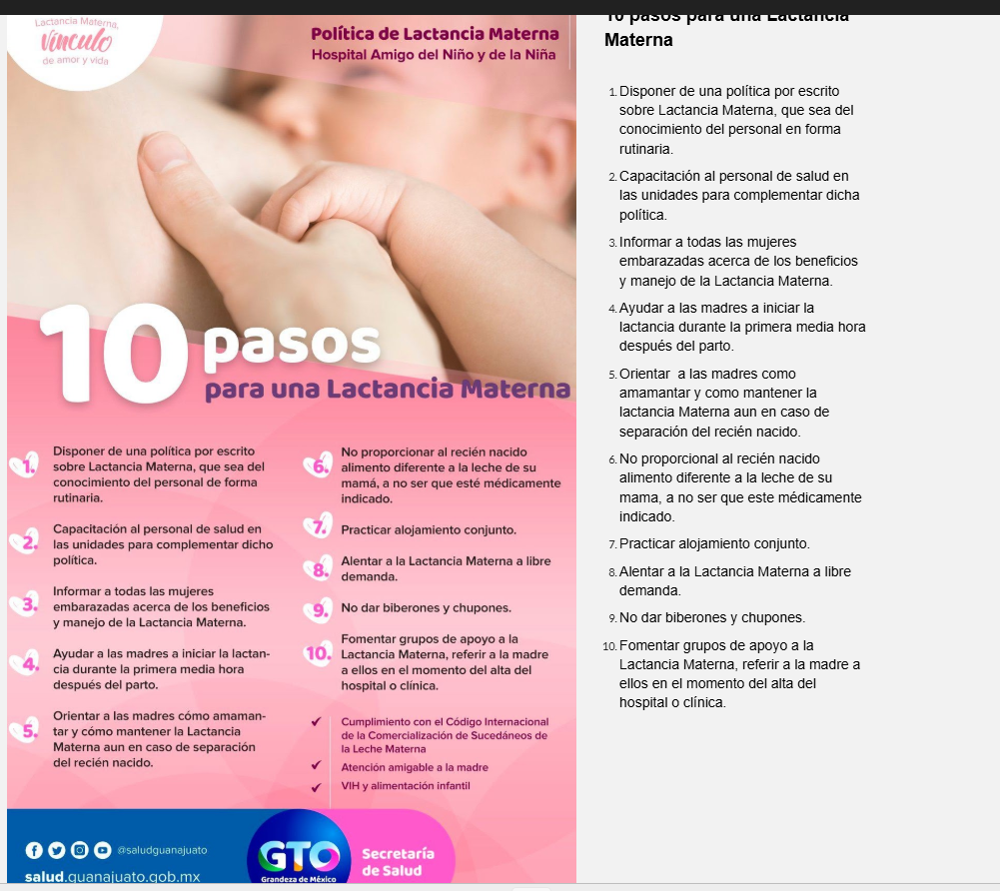 Lactancia Materna,
vínculo
de amor y vida
Política de Lactancia Materna
Hospital Amigo del Niño y de la Niña
10 pasos
para una Lactancia Materna
1. Disponer de una política por escrito
sobre Lactancia Materna, que sea del
conocimiento del personal de forma
rutinaria.
2. Capacitación al personal de salud en
las unidades para complementar dicho
política.
3. Informar a todas las mujeres
embarazadas acerca de los beneficios
y manejo de la Lactancia Materna.
4. Ayudar a las madres a iniciar la lactan-
cia durante la primera media hora
después del parto.
5. Orientar a las madres cómo amaman-
tar y cómo mantener la Lactancia
Materna aun en caso de separación
del recién nacido.
6. No proporcionar al recién nacido
alimento diferente a la leche de su
mamá, a no ser que esté médicamente
indicado.
7. Practicar alojamiento conjunto.
8. Alentar a la Lactancia Materna a libre
demanda.
9. No dar biberones y chupones.
10. Fomentar grupos de apoyo a la
Lactancia Materna, referir a la madre
a ellos en el momento del alta del
hospital o clínica.
✓ Cumplimiento con el Código Internacional
de la Comercialización de Sucedáneos de
la Leche Materna
✓ Atención amigable a la madre
✓ VIH y alimentación infantil
@saludguanajuato
salud.guanajuato.gob.mx
GTO
Grandeza de México
Secretaría
de Salud
10 pasos para una Lactancia
Materna
1. Disponer de una política por escrito
sobre Lactancia Materna, que sea del
conocimiento del personal en forma
rutinaria.
2. Capacitación al personal de salud en
las unidades para complementar dicha
política.
3. Informar a todas las mujeres
embarazadas acerca de los beneficios
y manejo de la Lactancia Materna.
4. Ayudar a las madres a iniciar la
lactancia durante la primera media hora
después del parto.
5. Orientar  a las madres como
amamantar y como mantener la
lactancia Materna aun en caso de
separación del recién nacido.
6. No proporcional al recién nacido
alimento diferente a la leche de su
mama, a no ser que este médicamente
indicado.
7. Practicar alojamiento conjunto.
8. Alentar a la Lactancia Materna a libre
demanda.
9. No dar biberones y chupones.
10. Fomentar grupos de apoyo a la
Lactancia Materna, referir a la madre a
ellos en el momento del alta del
hospital o clínica.